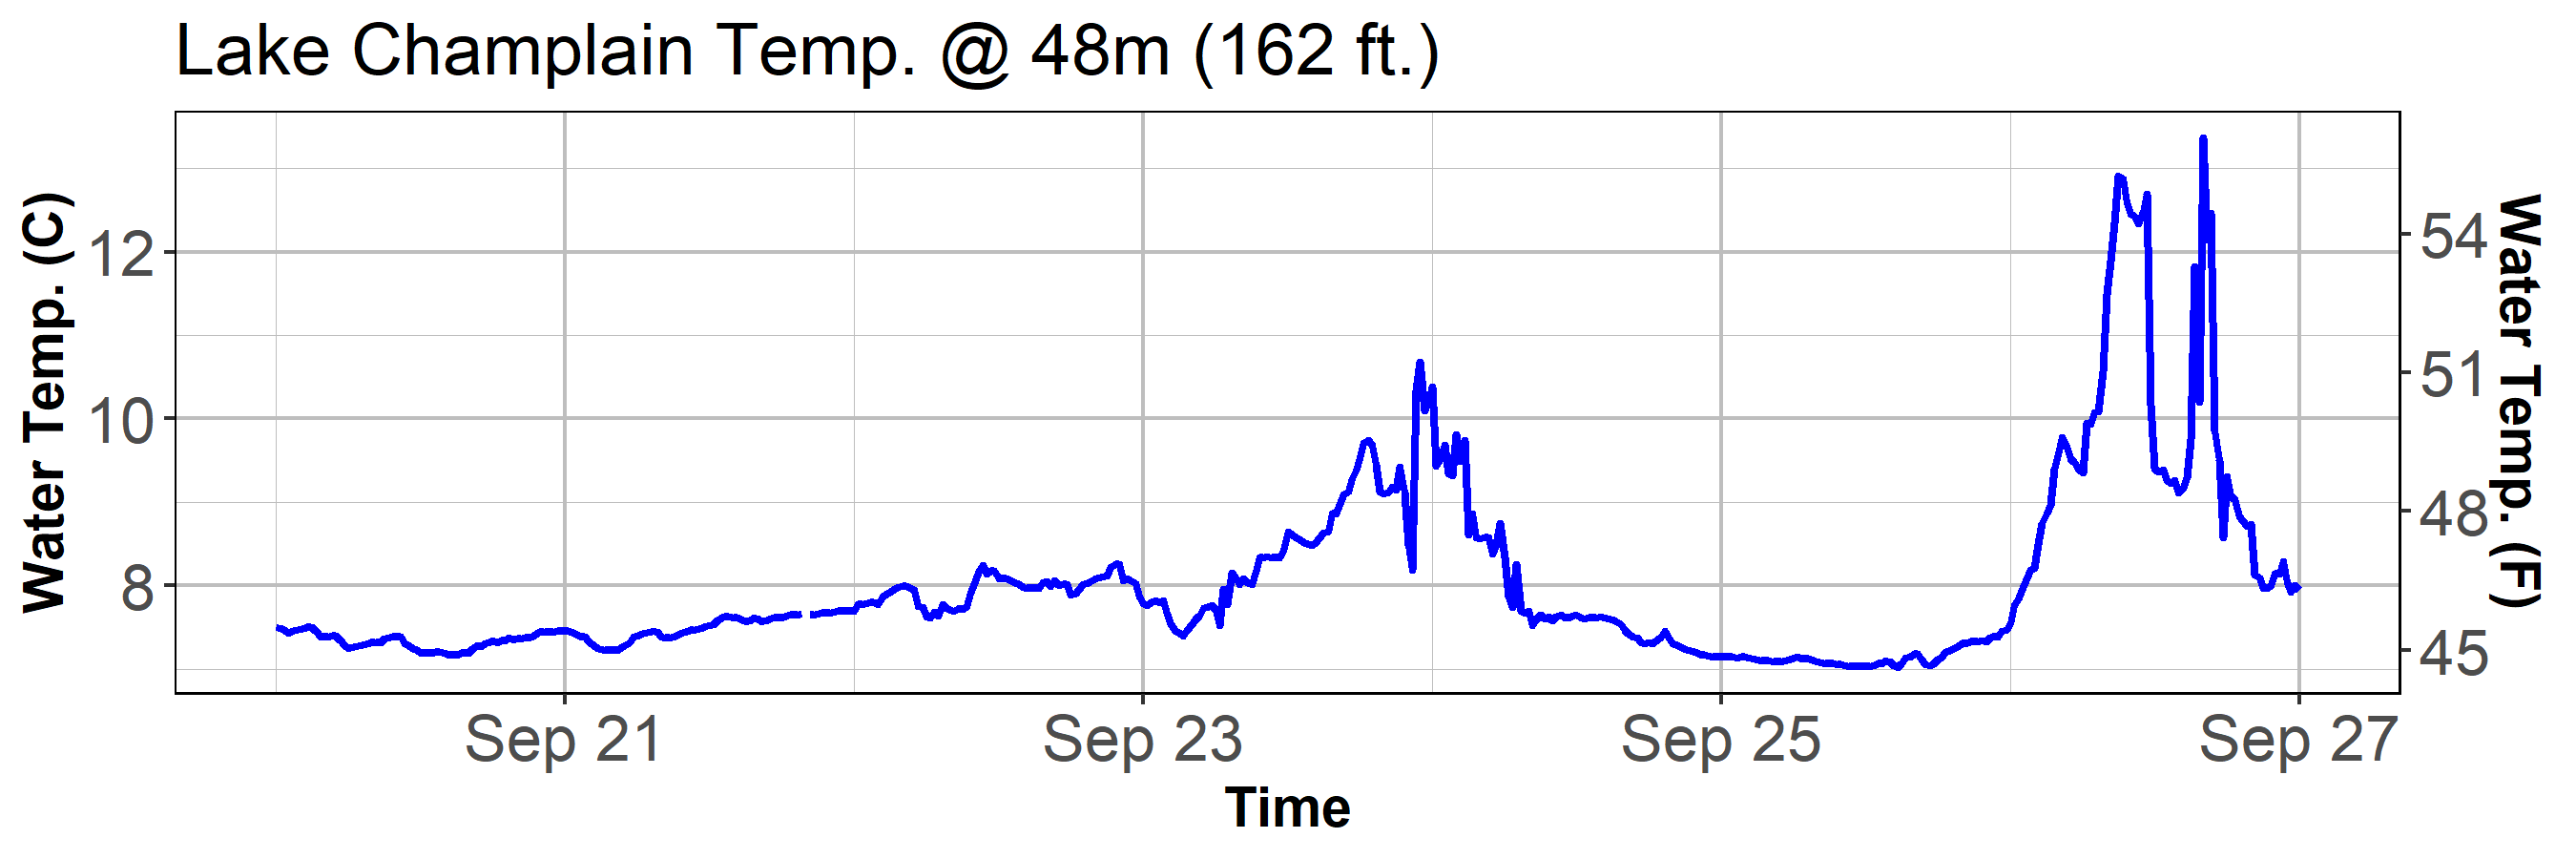 Lake Champlain Temp. @ 48m (162 ft.)
Water Temp. (C)
12
10
8
54
51
48
45
Water Temp. (F)
Sep 21
Sep 23
Sep 25
Sep 27
Time